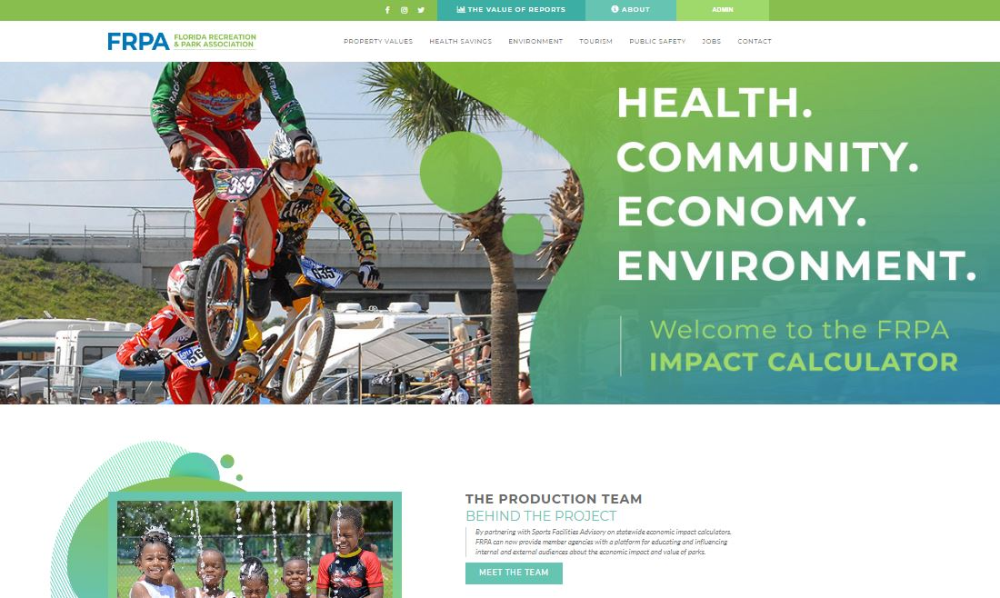 THE VALUE OF REPORTS
ABOUT
ADMIN
FRPA
FLORIDA RECREATION
& PARK ASSOCIATION
PROPERTY VALUES
HEALTH SAVINGS
ENVIRONMENT
TOURISM
PUBLIC SAFETY
JOBS
CONTACT
369
635
HEALTH.
COMMUNITY.
ECONOMY.
ENVIRONMENT.
Welcome to the FRPA
IMPACT CALCULATOR
THE PRODUCTION TEAM
BEHIND THE PROJECT
By partnering with Sports Facilities Advisory on statewide economic impact calculators,
FRPA can now provide member agencies with a platform for educating and influencing
internal and external audiences about the economic impact and value of parks.
MEET THE TEAM